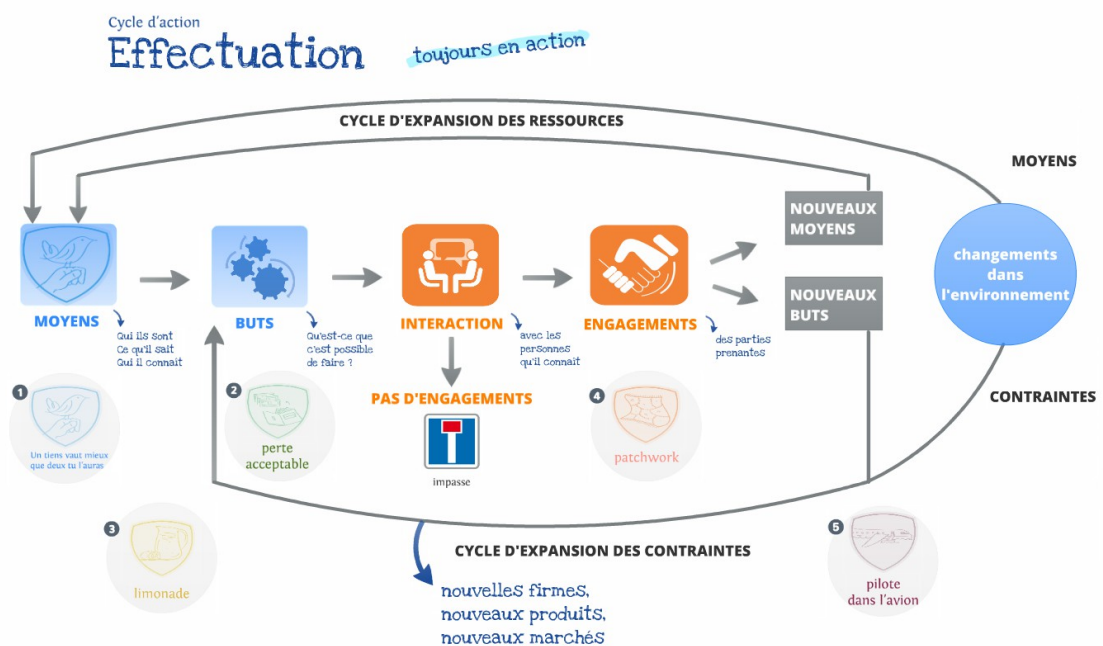 Cycle d'action
Effectuation
toujours en action
CYCLE D'EXPANSION DES RESSOURCES
MOYENS
NOUVEAUX
MOYENS
changements
dans
l'environnement
NOUVEAUX
BUTS
MOYENS
Qui ils sont
Ce qu'il sait
Qui il connait
BUTS
Qu'est-ce que
c'est possible
de faire ?
INTERACTION
avec les
personnes
qu'il connait
ENGAGEMENTS
des parties
prenantes
CONTRAINTES
PAS D'ENGAGEMENTS
impasse
1
Un tiens vaut mieux
que deux tu l'auras
2
perte
acceptable
4
patchwork
3
limonade
5
pilote
dans l'avion
CYCLE D'EXPANSION DES CONTRAINTES
nouvelles firmes,
nouveaux produits,
nouveaux marchés